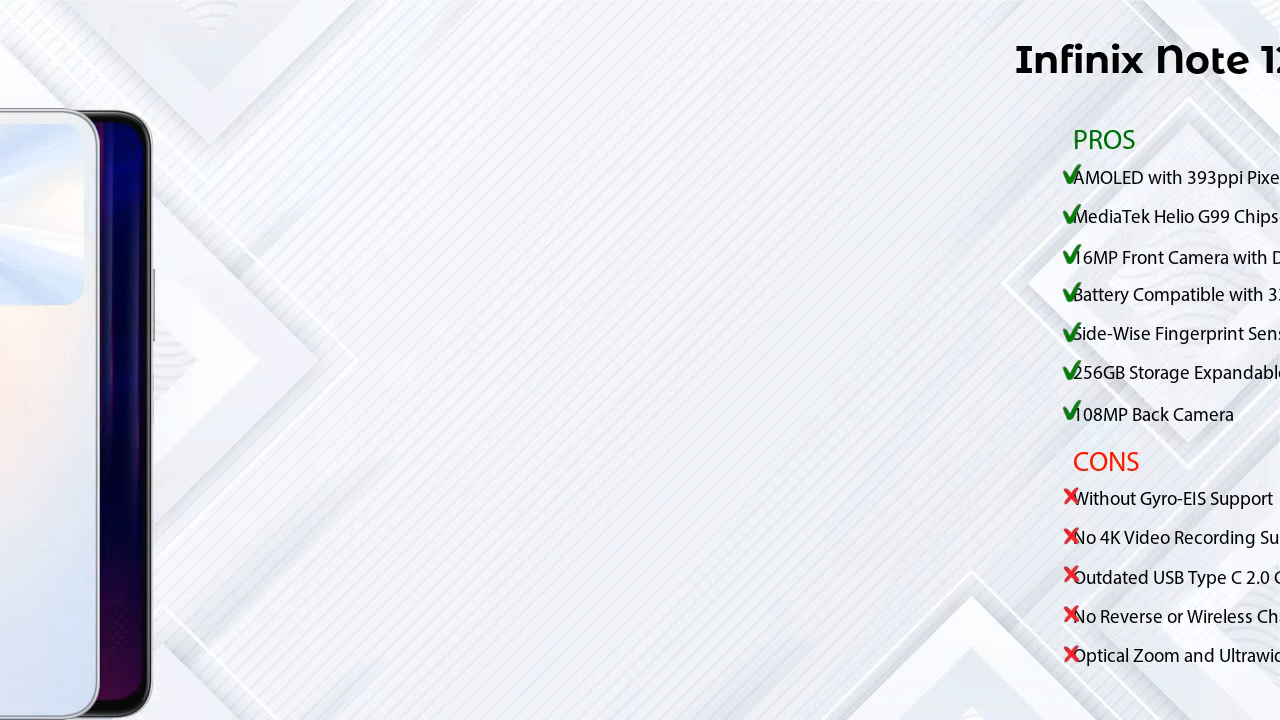 Infinix Note
PROS
AMOLED with 393ppi
MediaTek Helio G99
16MP Front Camera with
Battery Compatible with
Side-Wise Fingerprint
256GB Storage
108MP Back Camera
CONS
Without Gyro-EIS Support
No 4K Video Recording
Outdated USB Type C 2.0
No Reverse or Wireless
Optical Zoom and